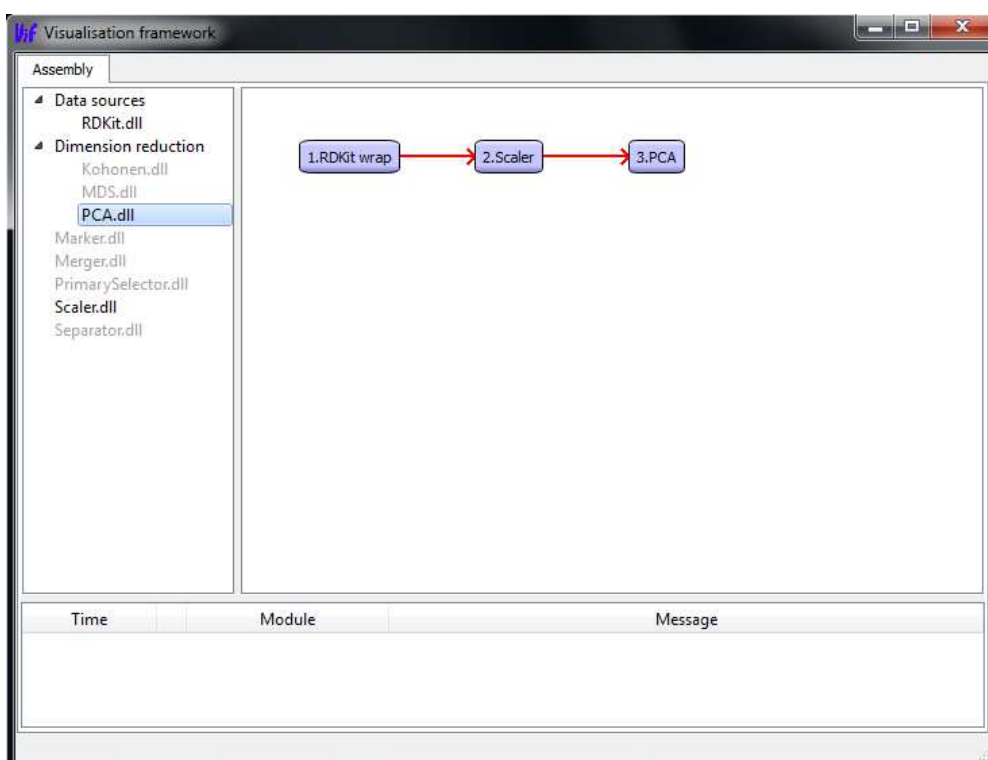 Vif Visualisation framework
Assembly
Data sources
RDKit.dll
Dimension reduction
Kohonen.dll
MDS.dll
PCA.dll
Marker.dll
Merger.dll
PrimarySelector.dll
Scaler.dll
Separator.dll
1.RDKit wrap 2.Scaler 3.PCA
Time Module Message